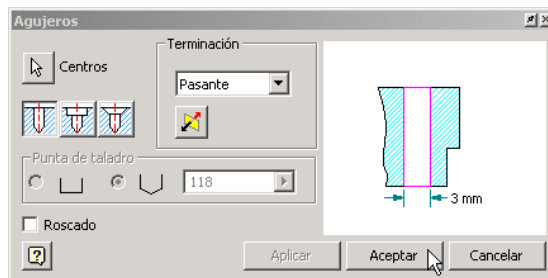 Agujeros
Centros
Terminación
Pasante
Punta de taladro
118
Roscado
3 mm
Aplicar
Aceptar
Cancelar